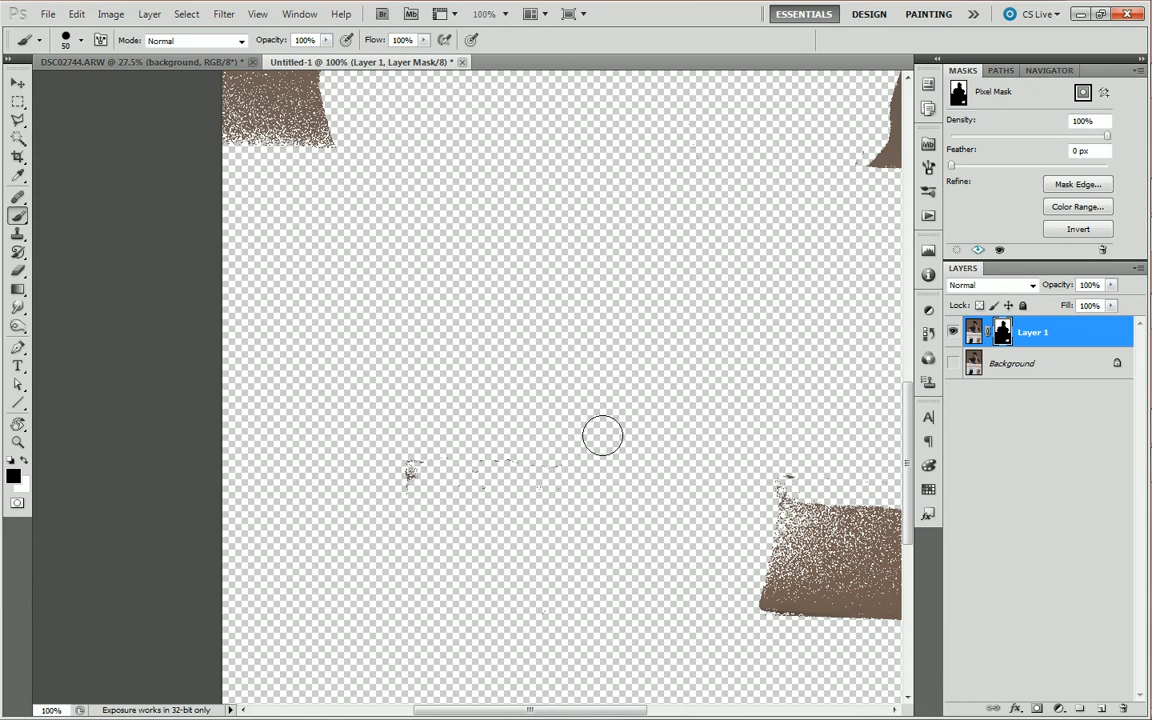 Ps File Edit Image Layer Select Filter View Window Help Br Mb 100% ESSENTIALS DESIGN PAINTING CS Live
50 Mode: Normal Opacity: 100% Flow: 100%
DSC02744.ARW @ 27.5% (background, RGB/8*) * Untitled-1 @ 100% (Layer 1, Layer Mask/8) *
MASKS PATHS NAVIGATOR
Pixel Mask
Density: 100%
Feather: 0 px
Refine: Mask Edge...
Color Range...
Invert
LAYERS
Normal Opacity: 100%
Lock: Fill: 100%
Layer 1
Background
100% Exposure works in 32-bit only